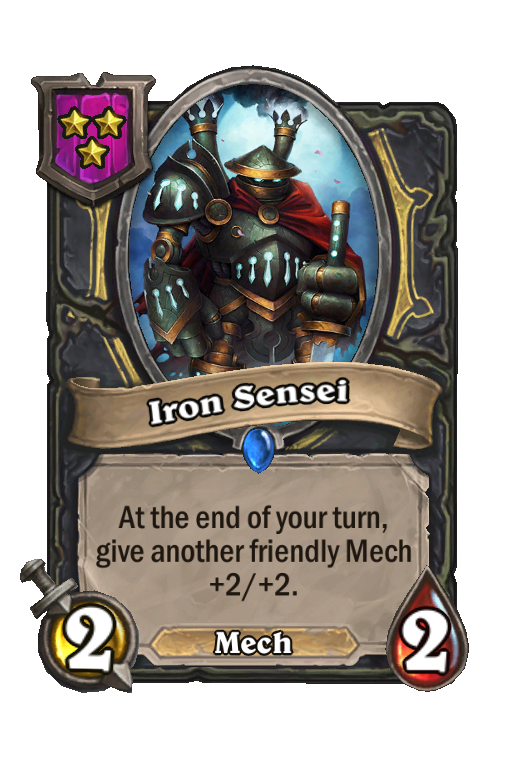 Iron Sensei
At the end of your turn,
give another friendly Mech
+2/+2.
Mech
2
2